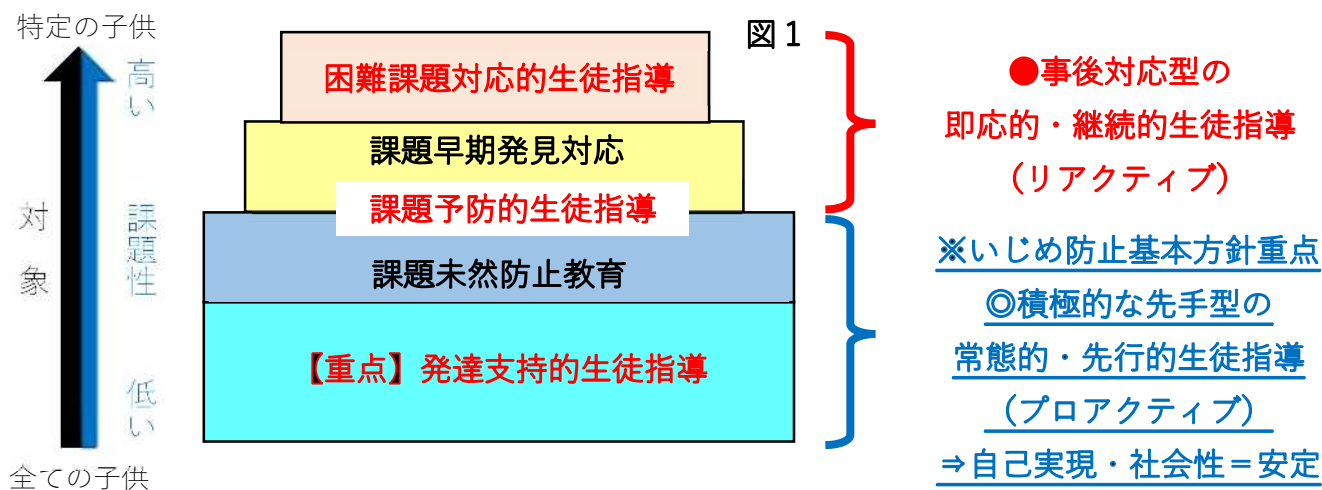 特定の子供
高い
対象
課題性
低い
全ての子供
図1
困難課題対応的生徒指導
課題早期発見対応
課題予防的生徒指導
課題未然防止教育
【重点】発達支持的生徒指導
●事後対応型の
即応的・継続的生徒指導
(リアクティブ)
※いじめ防止基本方針重点
◎積極的な先手型の
常態的・先行的生徒指導
(プロアクティブ)
⇒自己実現・社会性=安定